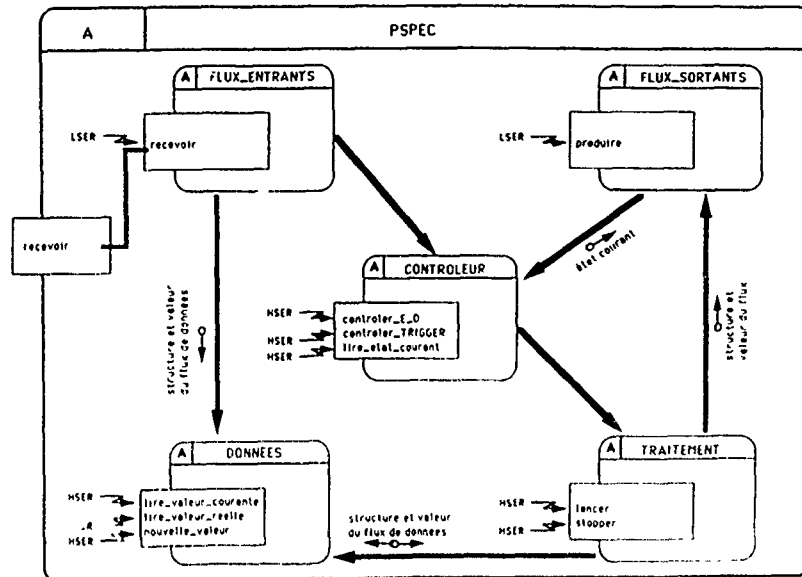 A PSPEC
A FLUX_ENTRANTS
LSER
recevoir
recevoir
A FLUX_SORTANTS
LSER
produire
état courant
A CONTROLEUR
HSER
HSER
HSER
controler_E_D
controler_TRIGGER
lire_etat_courant
structure et valeur
du flux de données
structure et
valeur du flux
A DONNÉES
HSER
HSER
lire_valeur_courante
lire_valeur_reelle
nouvelle_valeur
structure et valeur
du flux de données
A TRAITEMENT
HSER
HSER
lancer
stopper